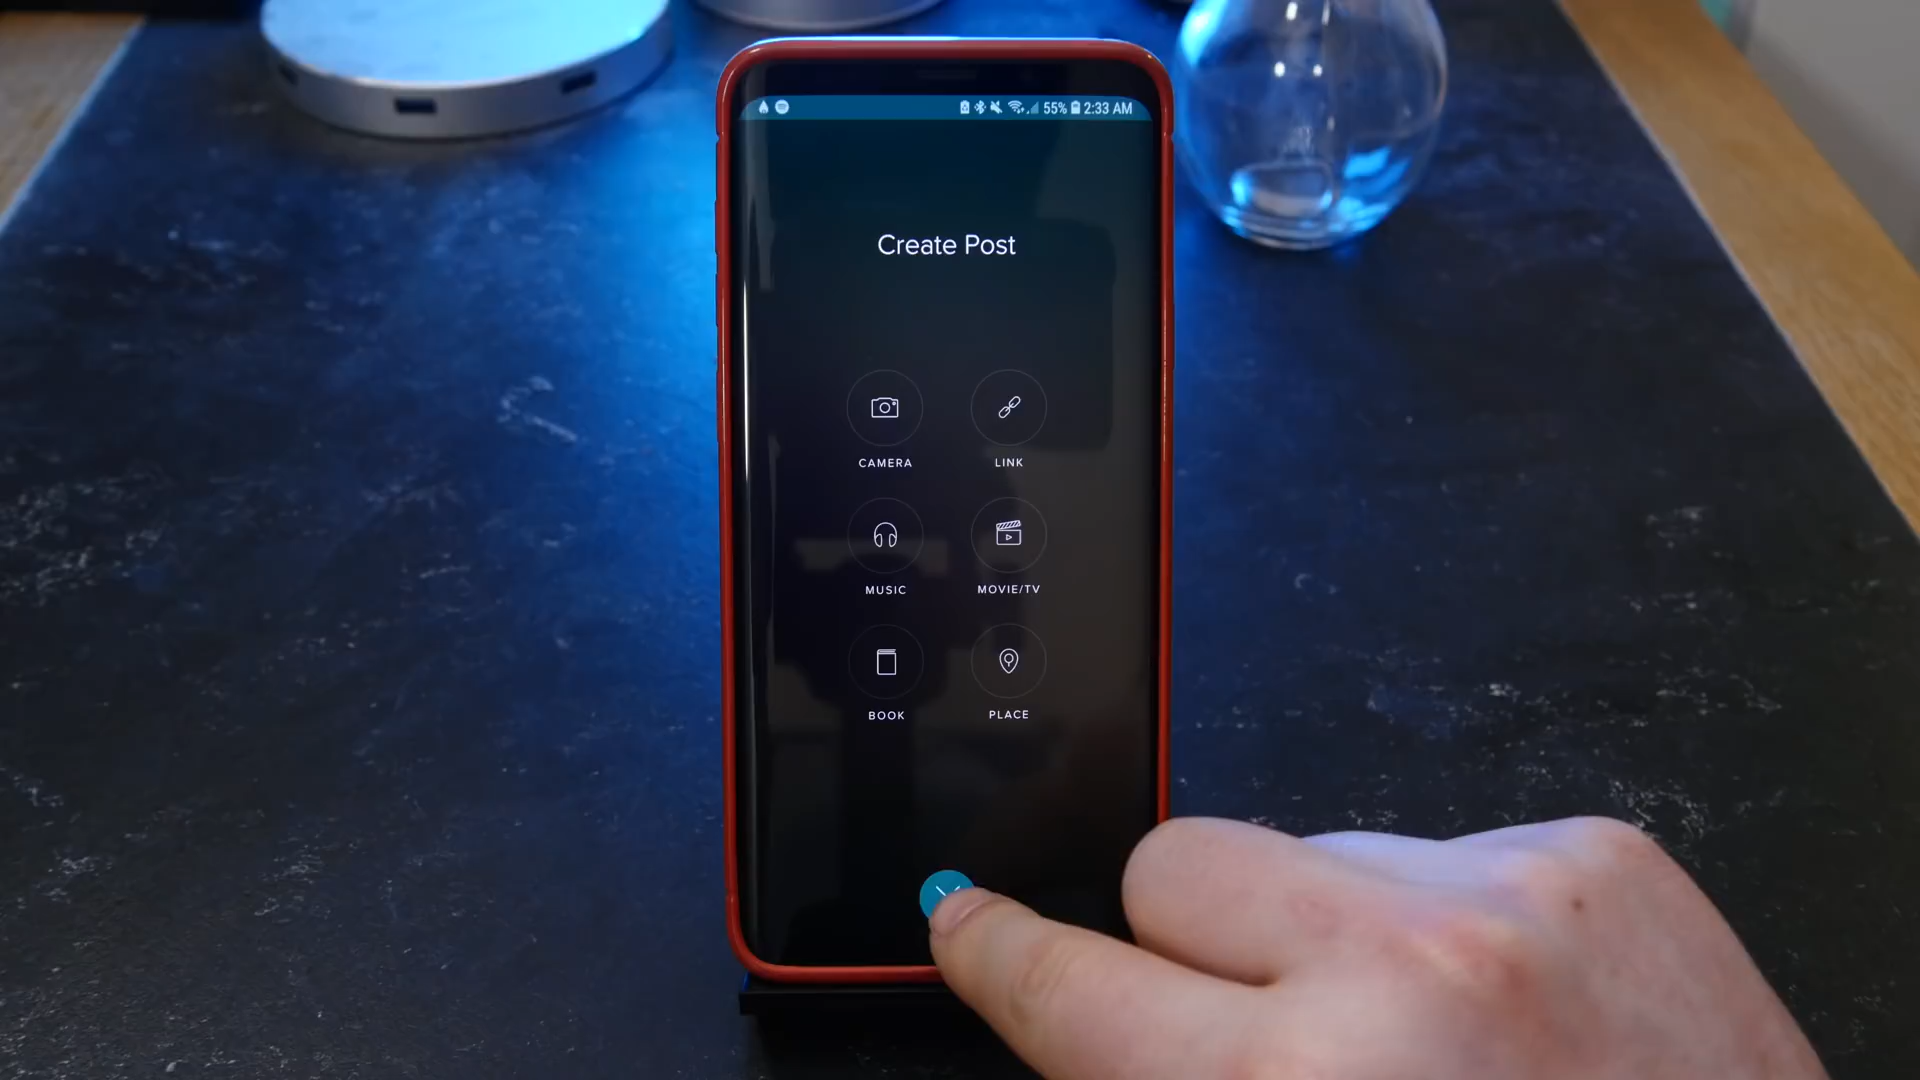 55% 2:33 AM
Create Post
CAMERA LINK
MUSIC MOVIE/TV
BOOK PLACE